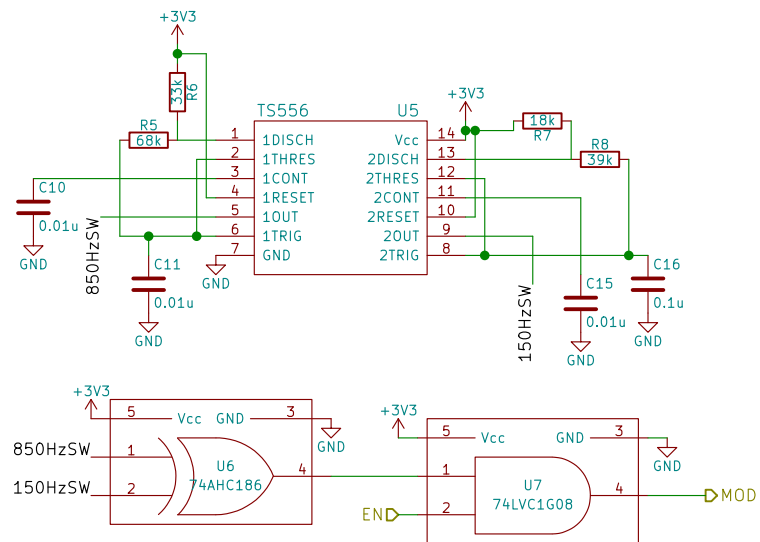 +3V3
33k
R6
R5
68k
TS556
U5
+3V3
18k
R7
R8
39k
1 1DISCH Vcc 14
2 1THRES 2DISCH 13
3 1CONT 2THRES 12
4 1RESET 2CONT 11
5 1OUT 2RESET 10
6 1TRIG 2OUT 9
7 GND 2TRIG 8
C10
0.01u
GND
850HzSW
C11
0.01u
GND
GND
150HzSW
C15
0.01u
GND
C16
0.1u
GND
+3V3
5 Vcc GND 3
GND
850HzSW 1
150HzSW 2
U6
74AHC186
4
+3V3
5 Vcc GND 3
GND
1
EN 2
U7
74LVC1G08
4
MOD